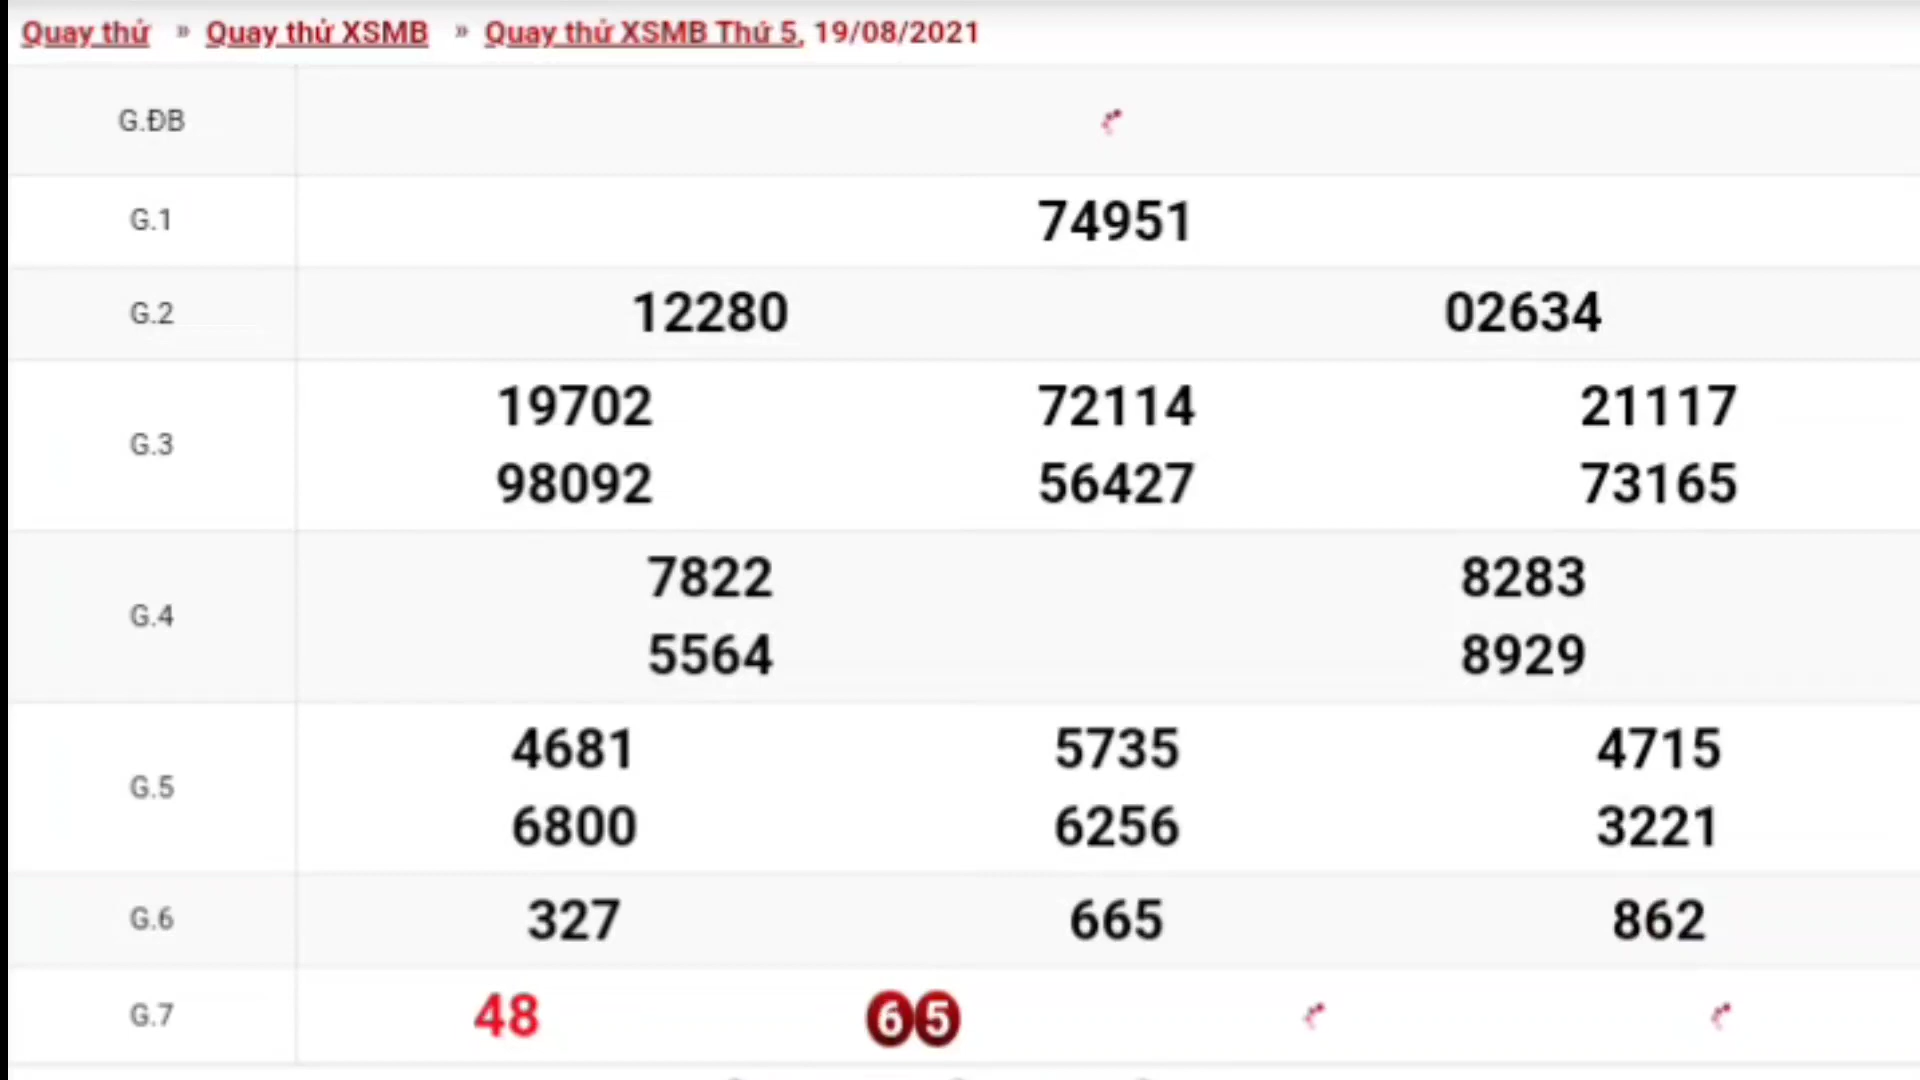 Quay thử » Quay thử XSMB » Quay thử XSMB Thứ 5, 19/08/2021
G.ĐB
G.1 74951
G.2 12280 02634
G.3
19702 72114 21117
98092 56427 73165
G.4
7822 8283
5564 8929
G.5
4681 5735 4715
6800 6256 3221
G.6 327 665 862
G.7 48 65